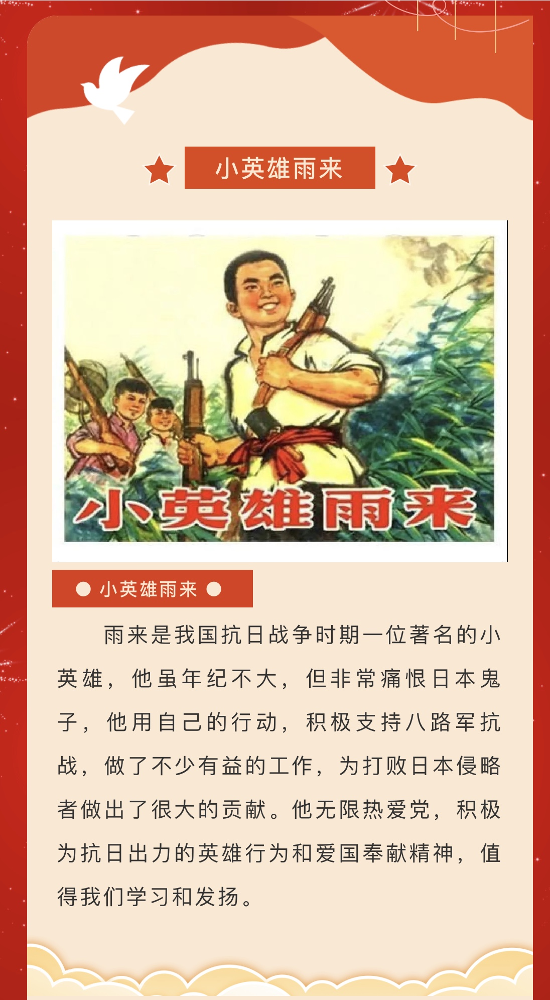 小英雄雨来
小英雄雨来
● 小英雄雨来 ●
雨来是我国抗日战争时期一位著名的小
英雄，他虽年纪不大，但非常痛恨日本鬼
子，他用自己的行动，积极支持八路军抗
战，做了不少有益的工作，为打败日本侵略
者做出了很大的贡献。他无限热爱党，积极
为抗日出力的英雄行为和爱国奉献精神，值
得我们学习和发扬。